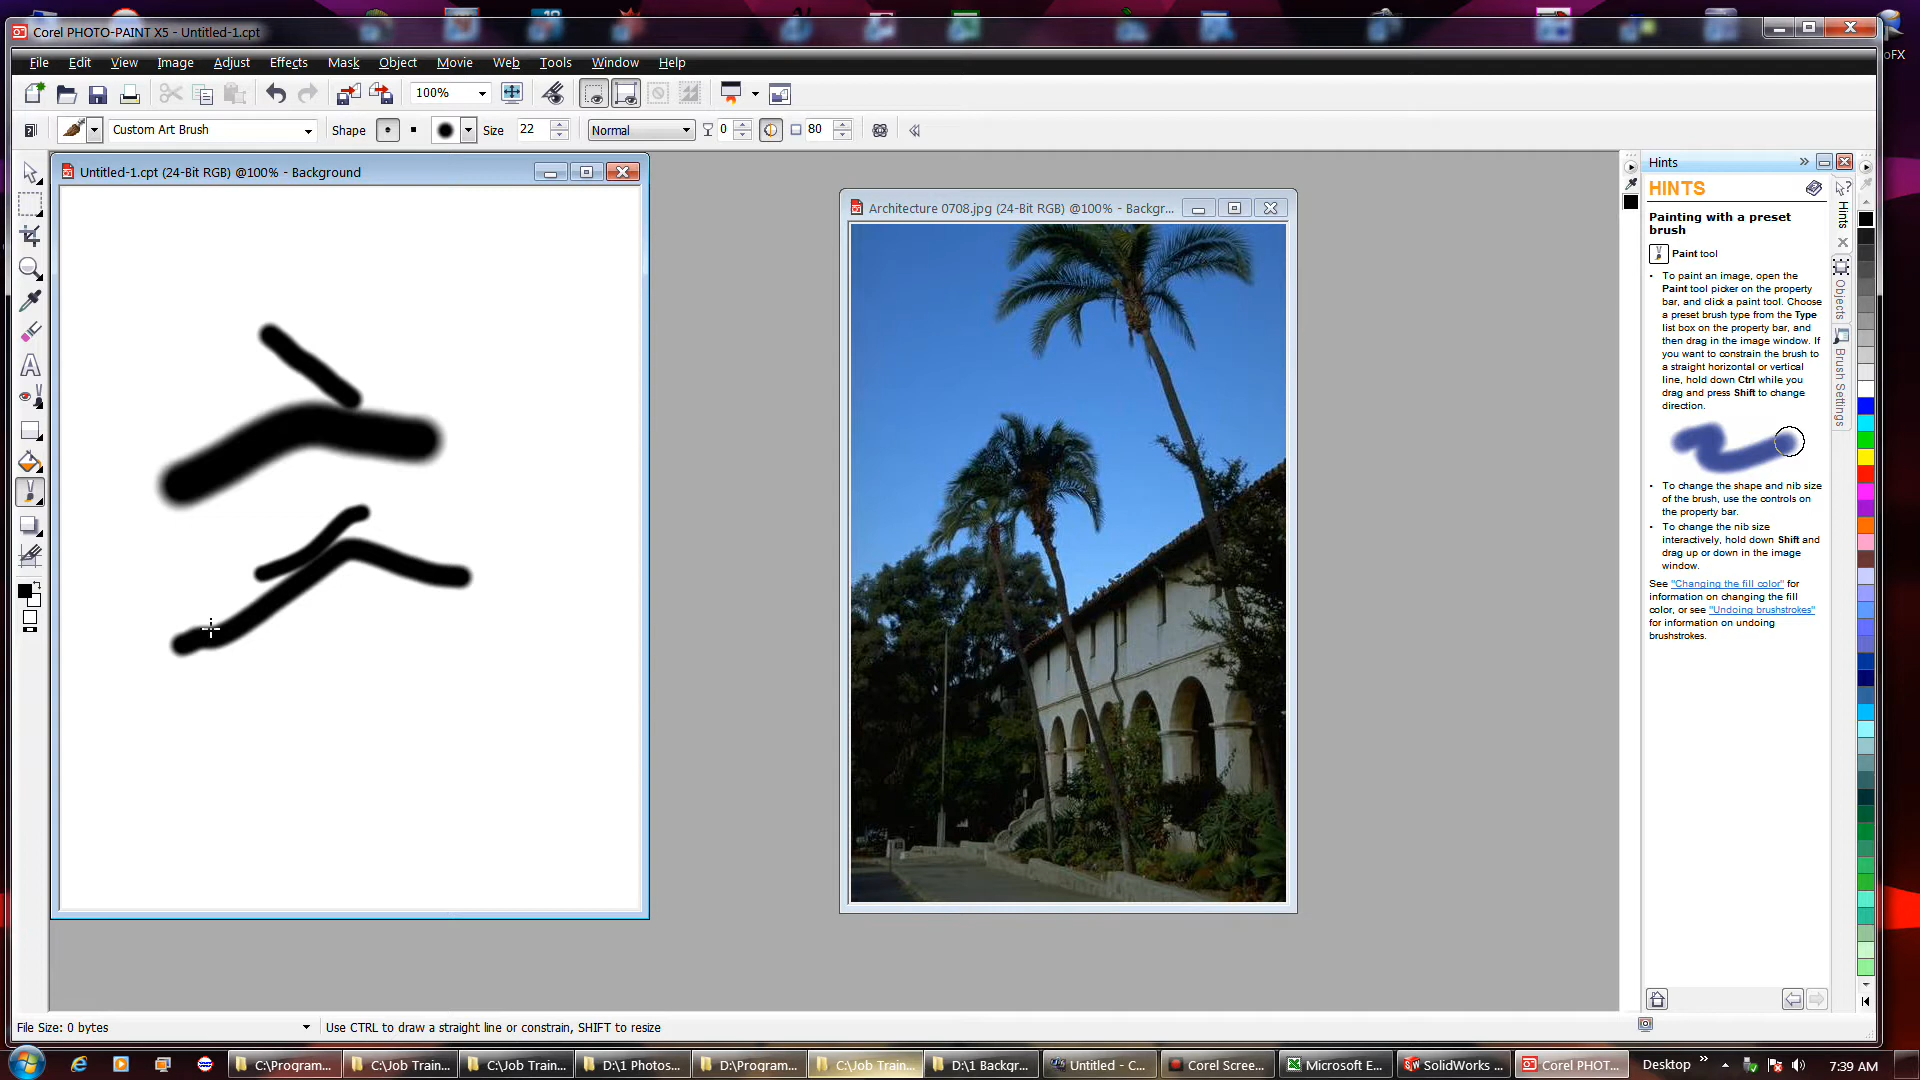 Corel PHOTO-PAINT X5 - Untitled-1.cpt
File Edit View Image Adjust Effects Mask Object Movie Web Tools Window Help
100%
Custom Art Brush Shape Size 22 Normal 0 80
Untitled-1.cpt (24-Bit RGB) @100% - Background
Architecture 0708.jpg (24-Bit RGB) @100% - Backgr...
Hints
HINTS
Painting with a preset
brush
Paint tool
• To paint an image, open the
Paint tool picker on the property
bar, and click a paint tool. Choose
a preset brush type from the Type
list box on the property bar, and
then drag in the image window. If
you want to constrain the brush to
a straight horizontal or vertical
line, hold down Ctrl while you
drag and press Shift to change
direction.
• To change the shape and nib size
of the brush, use the controls on
the property bar.
• To change the nib size
interactively, hold down Shift and
drag up or down in the image
window.
See "Changing the fill color" for
information on changing the fill
color, or see "Undoing brushstrokes"
for information on undoing
brushstrokes.
Hints
Objects
Brush Settings
oFX
File Size: 0 bytes
Use CTRL to draw a straight line or constrain, SHIFT to resize
C:\Program... C:\Job Train... C:\Job Train... D:\1 Photos... D:\Program... C:\Job Train... D:\1 Backgr... Untitled - C... Corel Scree... Microsoft E... SolidWorks ... Corel PHOT... Desktop 7:39 AM